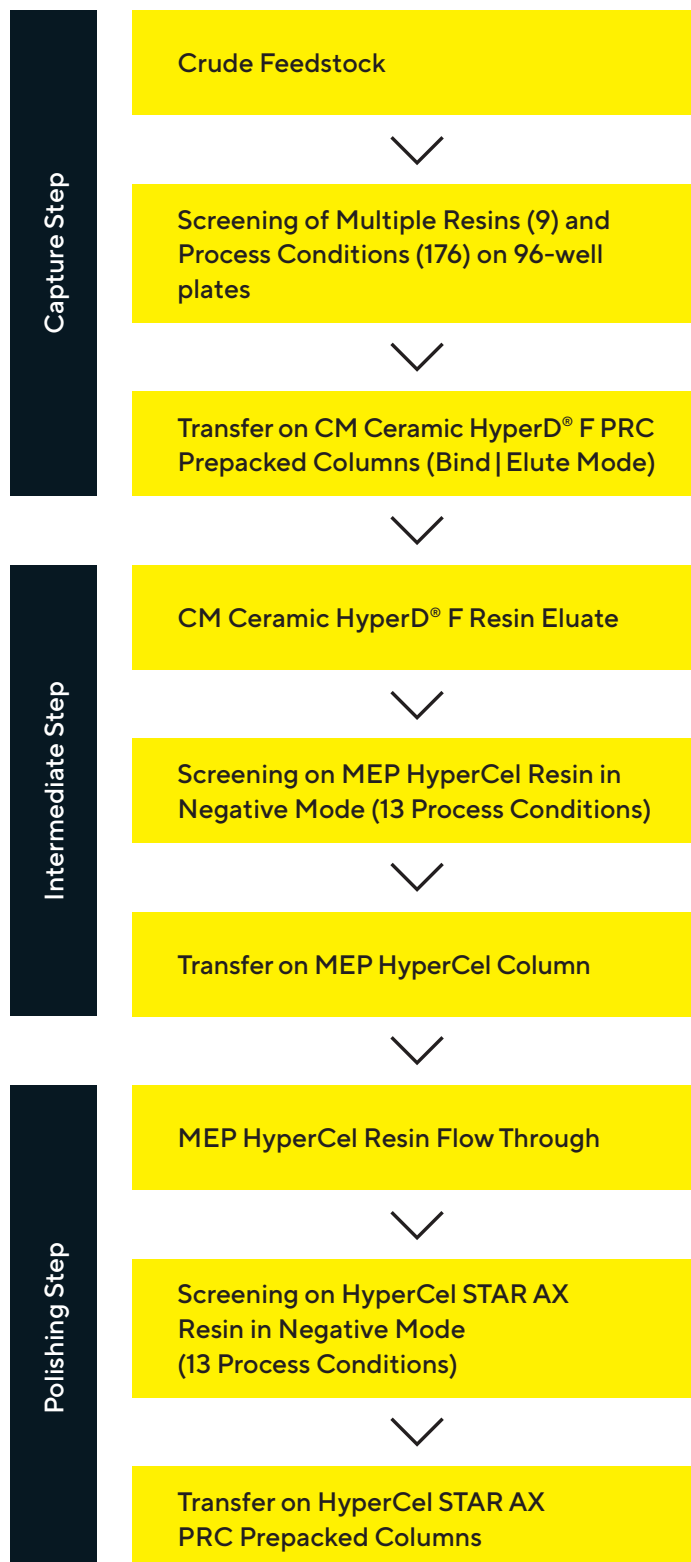 Capture Step
Crude Feedstock
Screening of Multiple Resins (9) and
Process Conditions (176) on 96-well
plates
Transfer on CM Ceramic HyperD® F PRC
Prepacked Columns (Bind|Elute Mode)
Intermediate Step
CM Ceramic HyperD® F Resin Eluate
Screening on MEP HyperCel Resin in
Negative Mode (13 Process Conditions)
Transfer on MEP HyperCel Column
Polishing Step
MEP HyperCel Resin Flow Through
Screening on HyperCel STAR AX
Resin in Negative Mode
(13 Process Conditions)
Transfer on HyperCel STAR AX
PRC Prepacked Columns